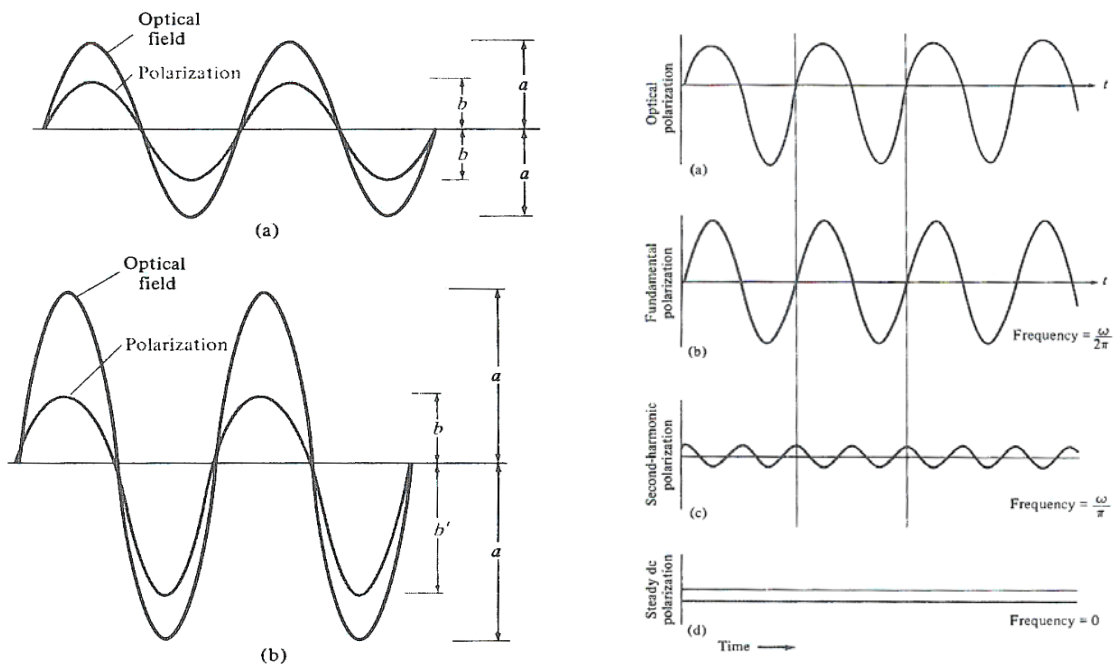 Optical
field
Polarization
b
a
b
a
(a)
Optical
field
Polarization
a
b
b'
a
(b)
Optical
polarization
t
(a)
Fundamental
polarization
t
Frequency = ω/2π
(b)
Second-harmonic
polarization
Frequency = ω/π
(c)
Steady dc
polarization
Frequency = 0
(d)
Time